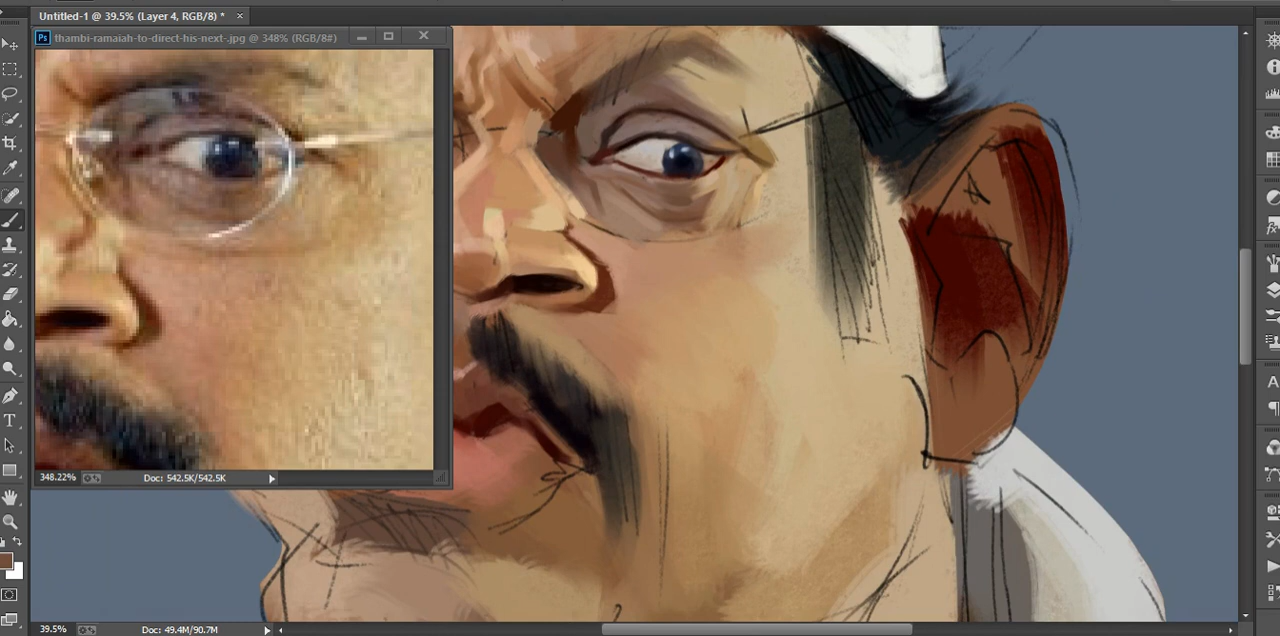 Untitled-1 @ 39.5% (Layer 4, RGB/8) *
Ps
thambi-ramaiah-to-direct-his-next-.jpg @ 348% (RGB/8#)
348.22%
Doc: 542.5K/542.5K
39.5%
Doc: 49.4M/90.7M